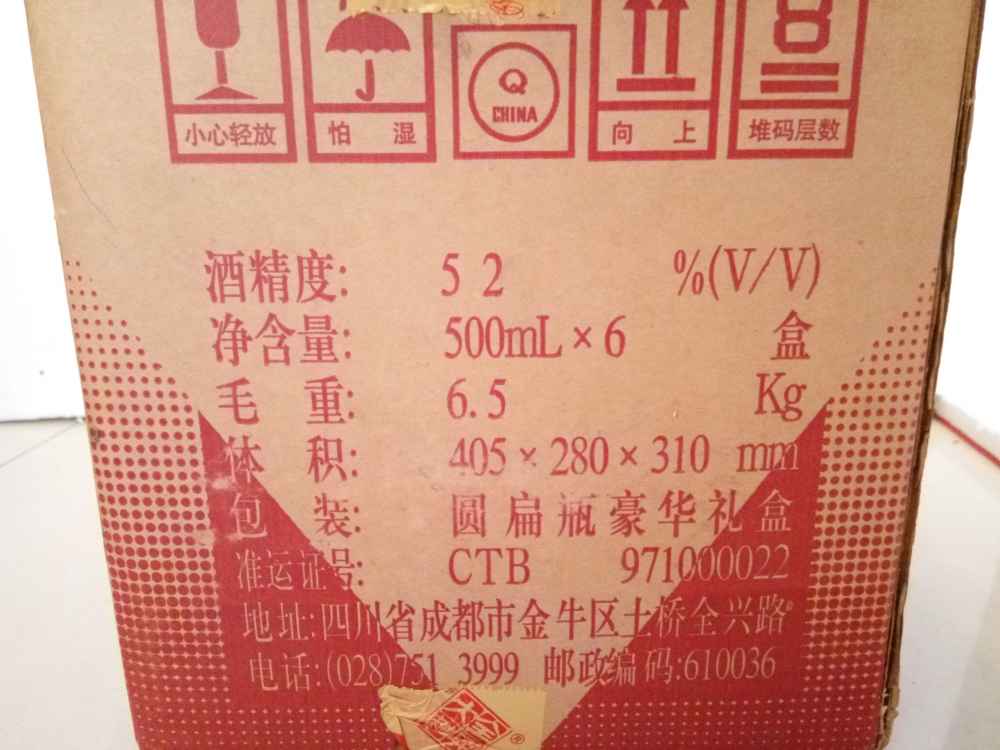 小心轻放 怕 湿 Q CHINA 向 上 堆码层数
酒精度: 52 %(V/V)
净含量: 500mL×6 盒
毛 重: 6.5 Kg
体 积: 405×280×310 mm
包 装: 圆扁瓶豪华礼盒
准运证号: CTB 971000022
地址:四川省成都市金牛区土桥全兴路
电话:(028)751 3999 邮政编码:610036